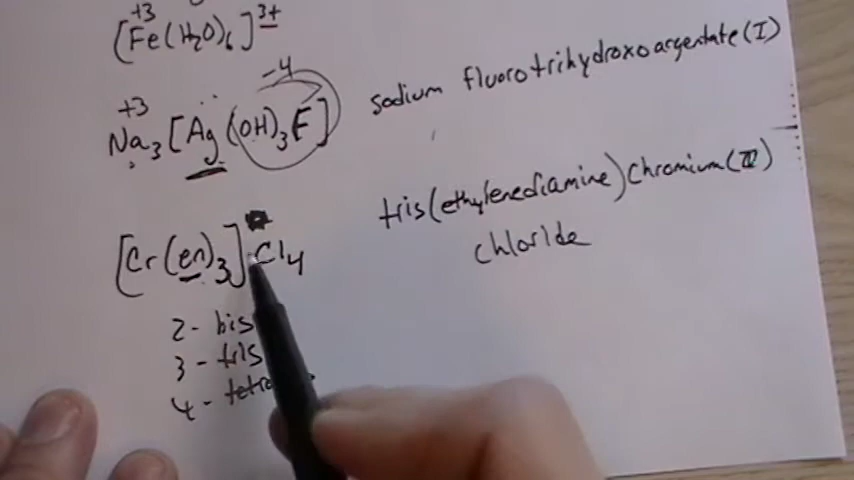 +3
[Fe(H₂O)₆]³⁺
-4
+3
Na₃[Ag(OH)₃F] sodium fluorotrihydroxoargentate(I)
[Cr(en)₃]Cl₄ tris(ethylenediamine)chromium(IV)
chloride
2- bis
3- tris
4- tetra